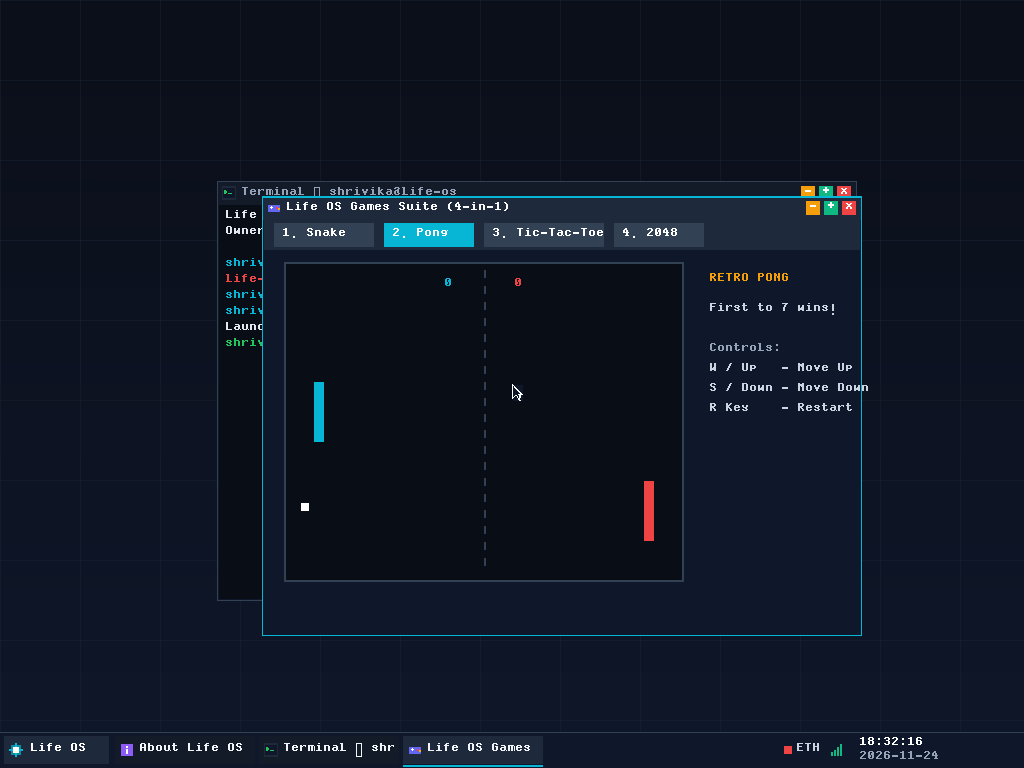 Terminal ▯ shrivika@life-os
Life OS Games Suite (4-in-1)
1. Snake
2. Pong
3. Tic-Tac-Toe
4. 2048
Life
Owner
shriv
life-
shriv
shriv
Launc
shriv
0
0
RETRO PONG
First to 7 wins!
Controls:
W / Up - Move Up
S / Down - Move Down
R Key - Restart
Life OS
About Life OS
Terminal ▯ shr
Life OS Games
ETH
18:32:16
2026-11-24